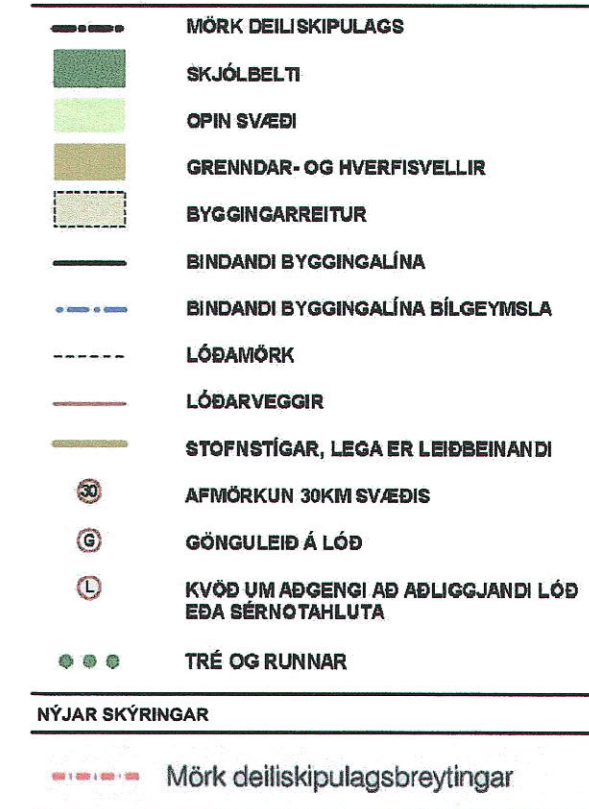 MÖRK DEILISKIPULAGS
SKJÓLBELTI
OPIN SVÆÐI
GRENNDAR- OG HVERFISVELLIR
BYGGINGARREITUR
BINDANDI BYGGINGALÍNA
BINDANDI BYGGINGALÍNA BÍLGEYMSLA
LÓÐAMÖRK
LÓÐARVEGGIR
STOFNSTÍGAR, LEGA ER LEIÐBEINANDI
30 AFMÖRKUN 30KM SVÆÐIS
G GÖNGULEIÐ Á LÓÐ
L KVÖÐ UM AÐGENGI AÐ AÐLIGGJANDI LÓÐ
EÐA SÉRNOTAHLUTA
TRÉ OG RUNNAR
NÝJAR SKÝRINGAR
Mörk deiliskipulagsbreytingar